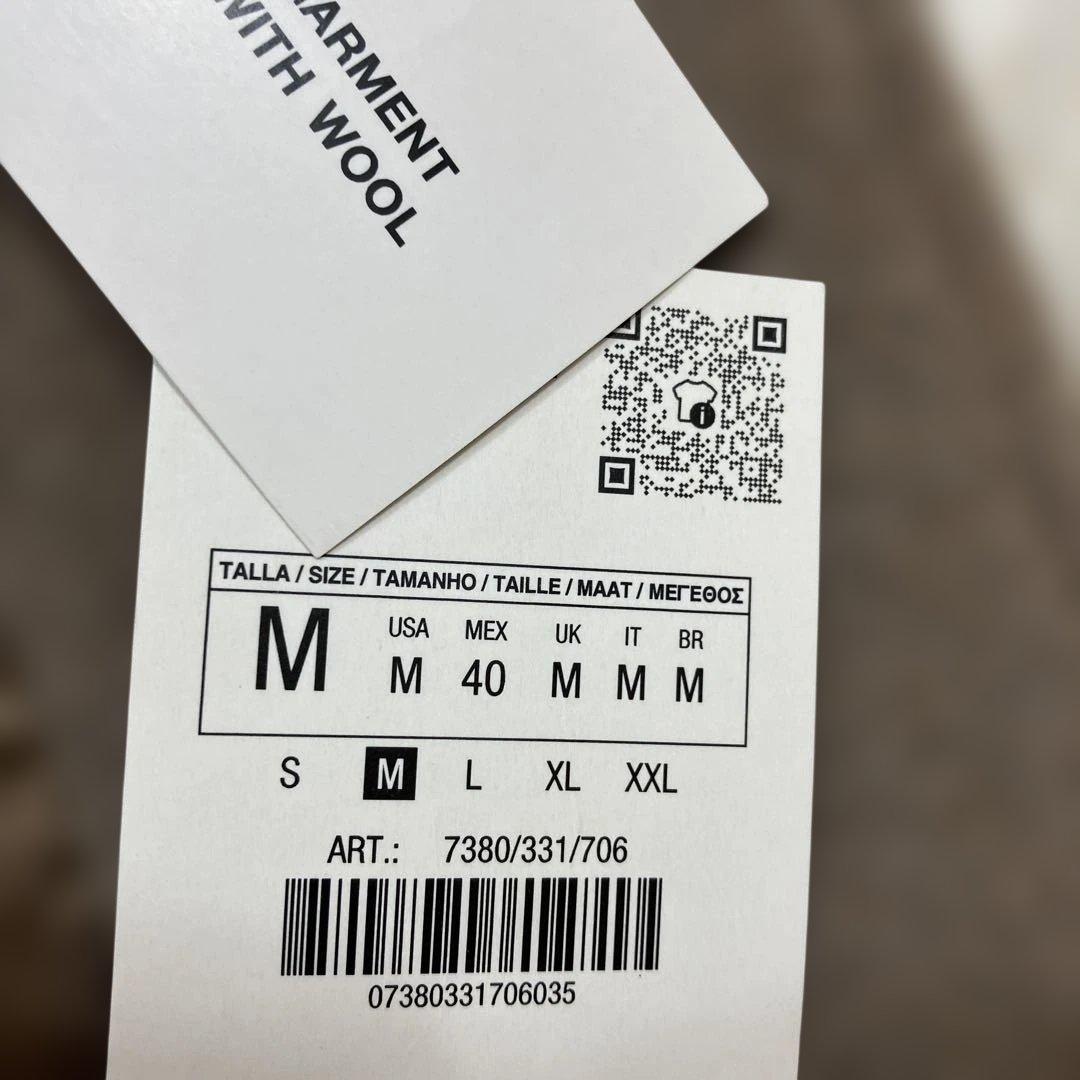 WITH WOOL
TALLA / SIZE / TAMANHO / TAILLE / MAAT / ΜΕΓΕΘΟΣ
M
USA MEX UK IT BR
M 40 M M M
S M L XL XXL
ART.: 7380/331/706
07380331706035